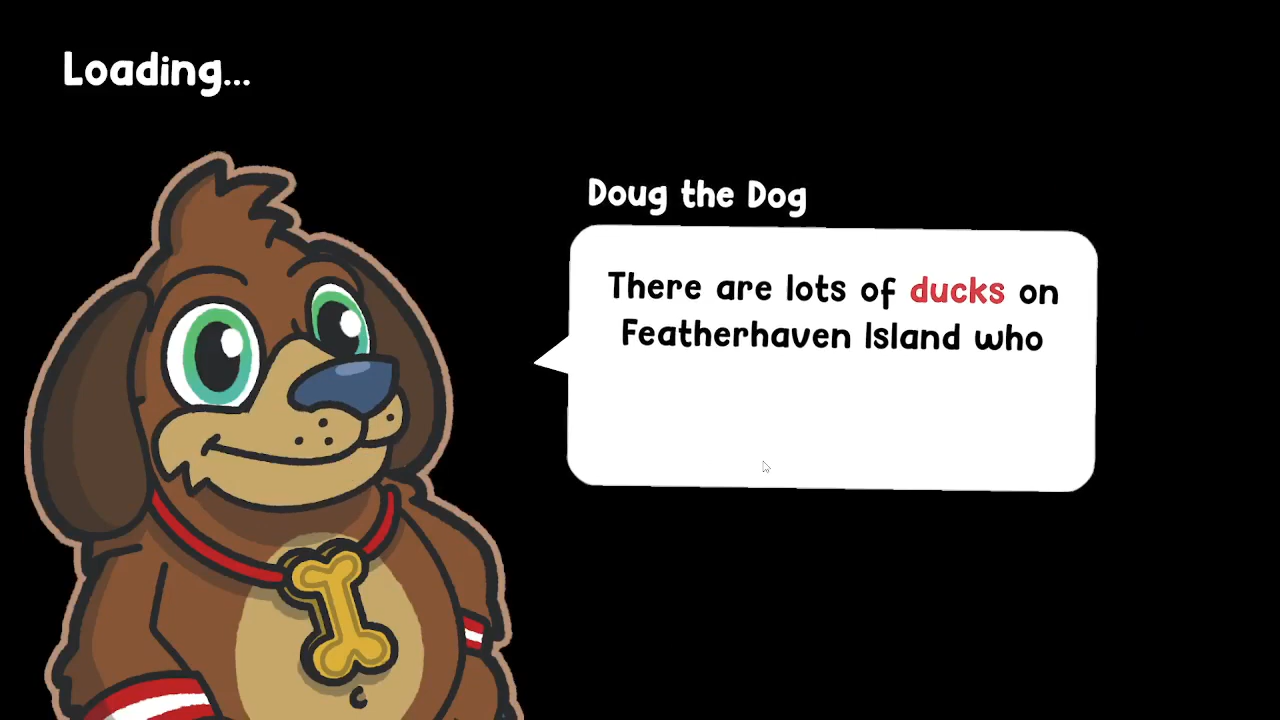 Loading...
Doug the Dog
There are lots of ducks on
Featherhaven Island who